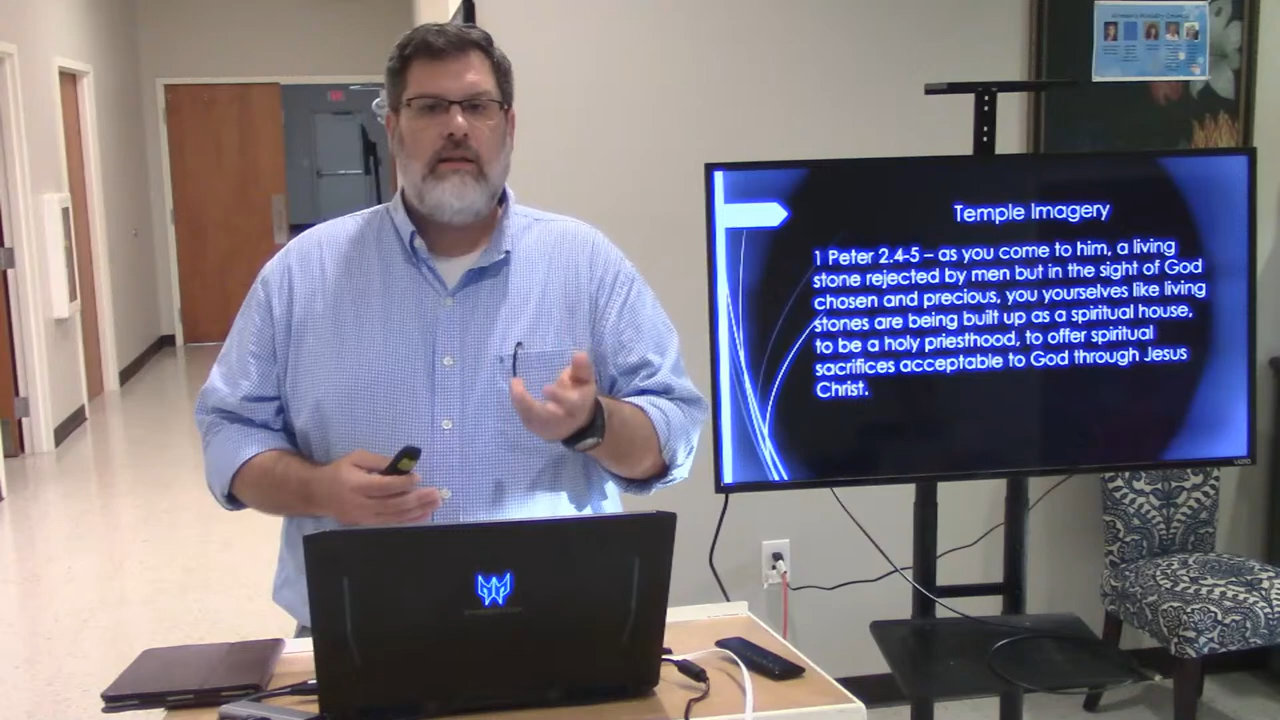 Temple Imagery
1 Peter 2.4-5 – as you come to him, a living
stone rejected by men but in the sight of God
chosen and precious, you yourselves like living
stones are being built up as a spiritual house,
to be a holy priesthood, to offer spiritual
sacrifices acceptable to God through Jesus
Christ.
VIZIO